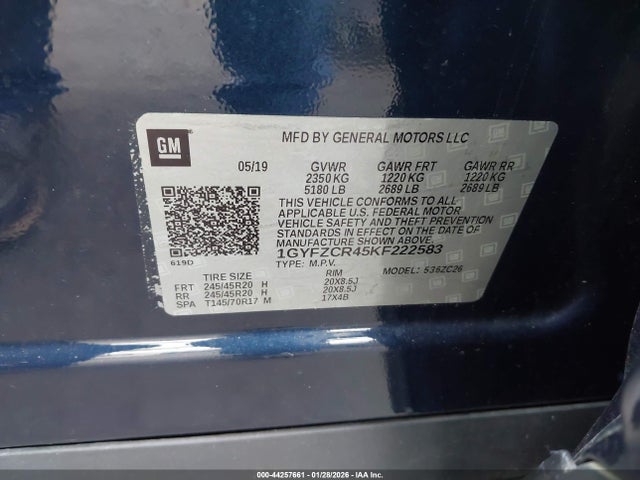 GM
MFD BY GENERAL MOTORS LLC
05/19 GVWR GAWR FRT GAWR RR
2350 KG 1220 KG 1220 KG
5180 LB 2689 LB 2689 LB
THIS VEHICLE CONFORMS TO ALL
APPLICABLE U.S. FEDERAL MOTOR
VEHICLE SAFETY AND THEFT PREVENTION
STANDARDS IN EFFECT ON THE DATE OF
MANUFACTURE SHOWN ABOVE.
1GYFZCR45KF222583
619D
TYPE: M.P.V. MODEL: 536ZC26
TIRE SIZE RIM
FRT 245/45R20 H 20X8.5J
RR 245/45R20 H 20X8.5J
SPA T145/70R17 M 17X4B
000-44257661 - 01/28/2026 - IAA Inc.